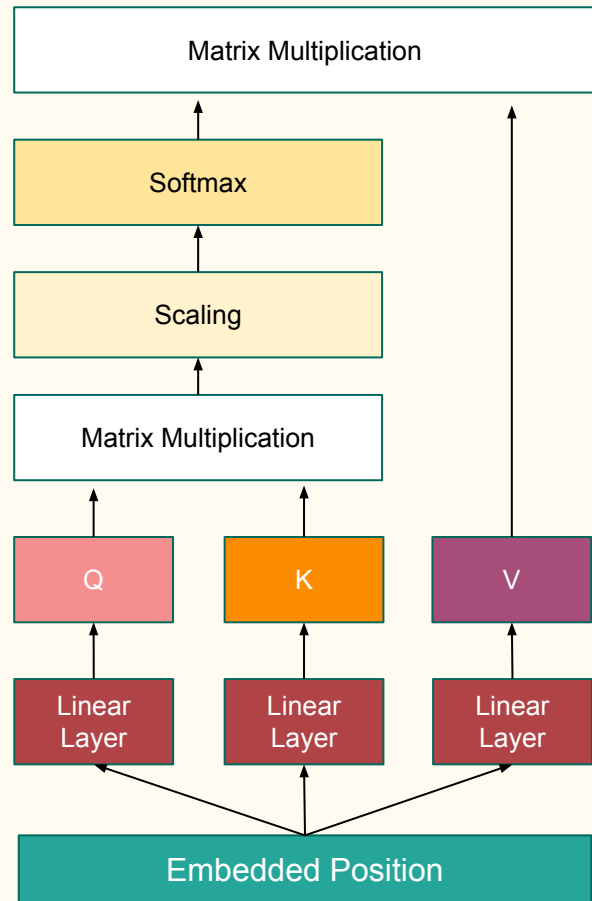 Matrix Multiplication
Softmax
Scaling
Matrix Multiplication
Q
K
V
Linear
Layer
Linear
Layer
Linear
Layer
Embedded Position